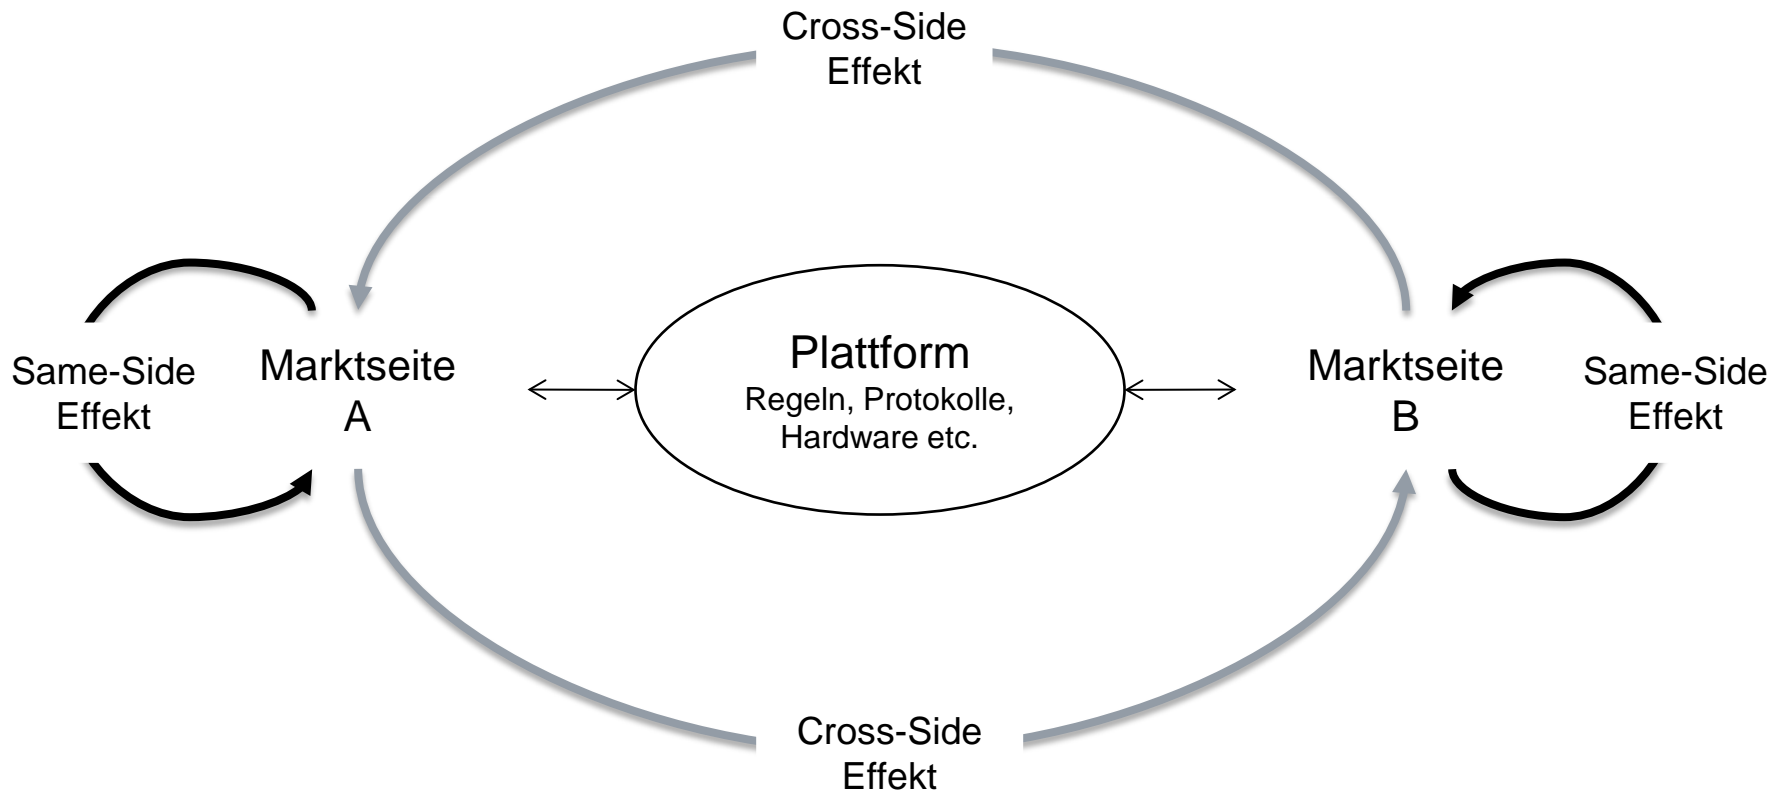 Cross-Side
Effekt
Same-Side
Effekt
Marktseite
A
Plattform
Regeln, Protokolle,
Hardware etc.
Marktseite
B
Same-Side
Effekt
Cross-Side
Effekt